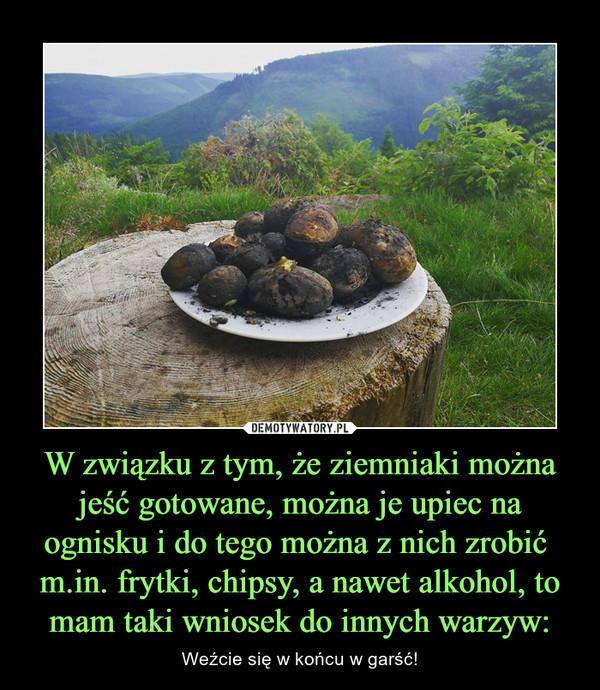 DEMOTYWATORY.PL
W związku z tym, że ziemniaki można
jeść gotowane, można je upiec na
ognisku i do tego można z nich zrobić
m.in. frytki, chipsy, a nawet alkohol, to
mam taki wniosek do innych warzyw:
Weźcie się w końcu w garść!